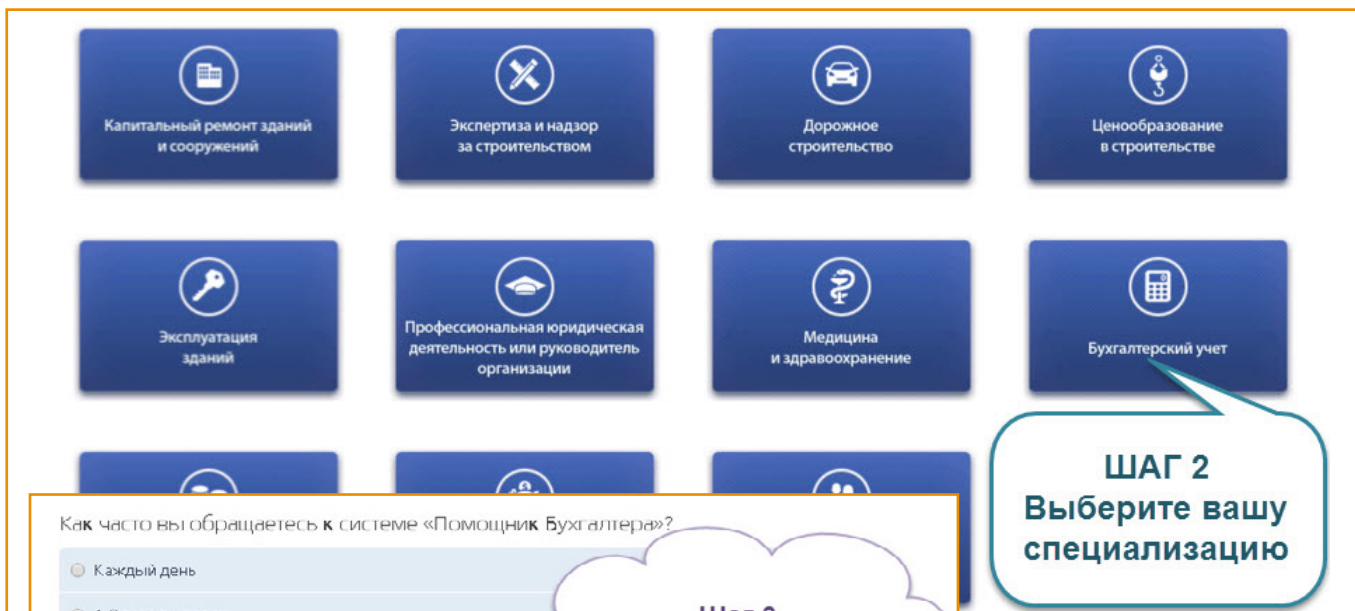 Капитальный ремонт зданий
и сооружений
Экспертиза и надзор
за строительством
Дорожное
строительство
Ценообразование
в строительстве
Эксплуатация
зданий
Профессиональная юридическая
деятельность или руководитель
организации
Медицина
и здравоохранение
Бухгалтерский учет
ШАГ 2
Выберите вашу
специализацию
Как часто вы обращаетесь к системе «Помощник Бухгалтера»?
Каждый день